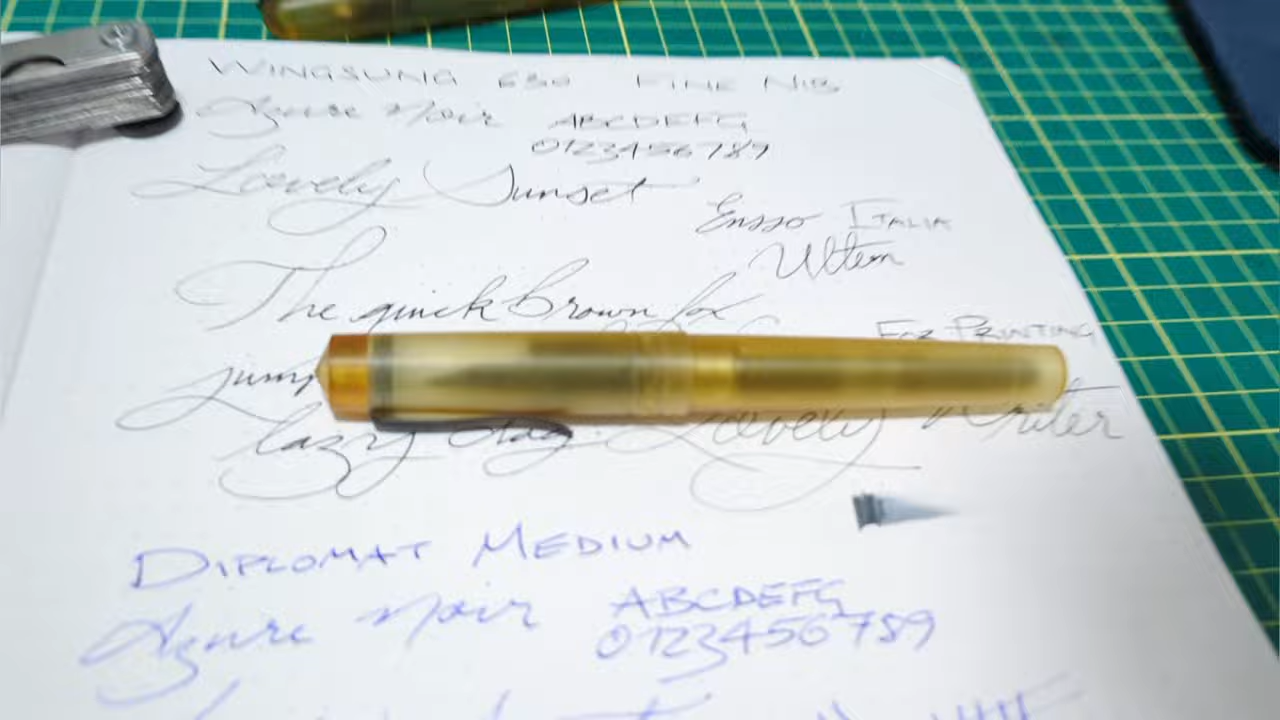 WINGSUNG 630 FINE NIB
Azure Noir ABCDEFG
0123456789
Lovely Sunset
Ensso ITALIA
Ultem
The quick brown fox
FOR PRINTING
jump
lazy dog. Lovely Writer
DIPLOMAT MEDIUM
Azure Noir ABCDEFG
0123456789